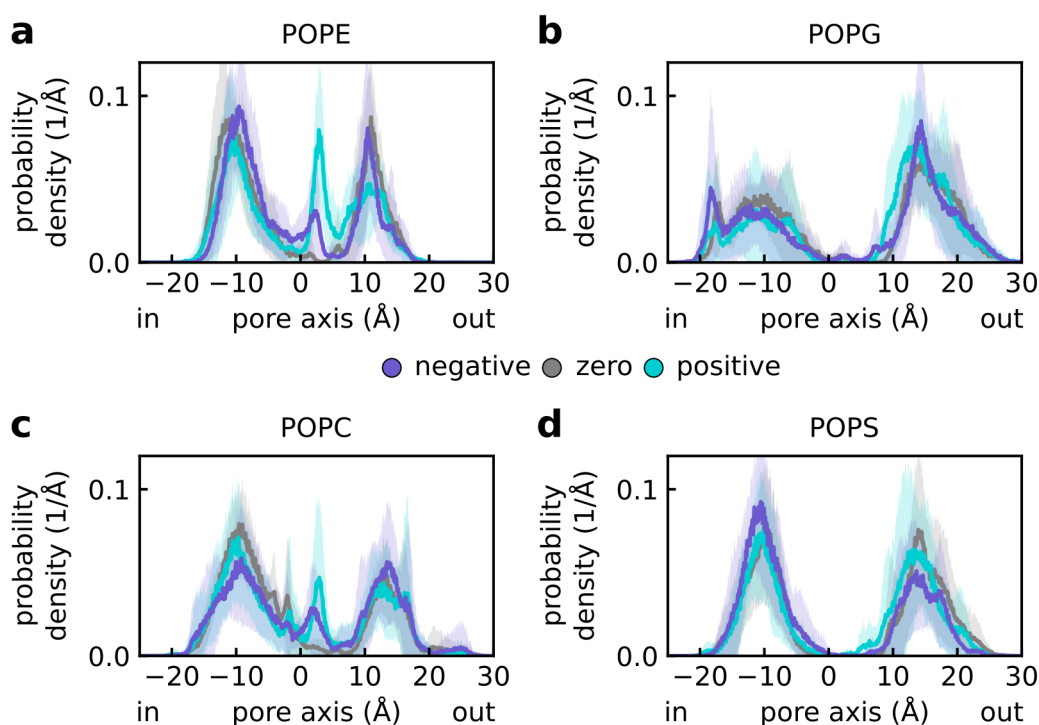 a
POPE
probability
density (1/Å)
0.1
0.0
−20 −10 0 10 20 30
in pore axis (Å) out
b
POPG
probability
density (1/Å)
0.1
0.0
−20 −10 0 10 20 30
in pore axis (Å) out
negative zero positive
c
POPC
probability
density (1/Å)
0.1
0.0
−20 −10 0 10 20 30
in pore axis (Å) out
d
POPS
probability
density (1/Å)
0.1
0.0
−20 −10 0 10 20 30
in pore axis (Å) out